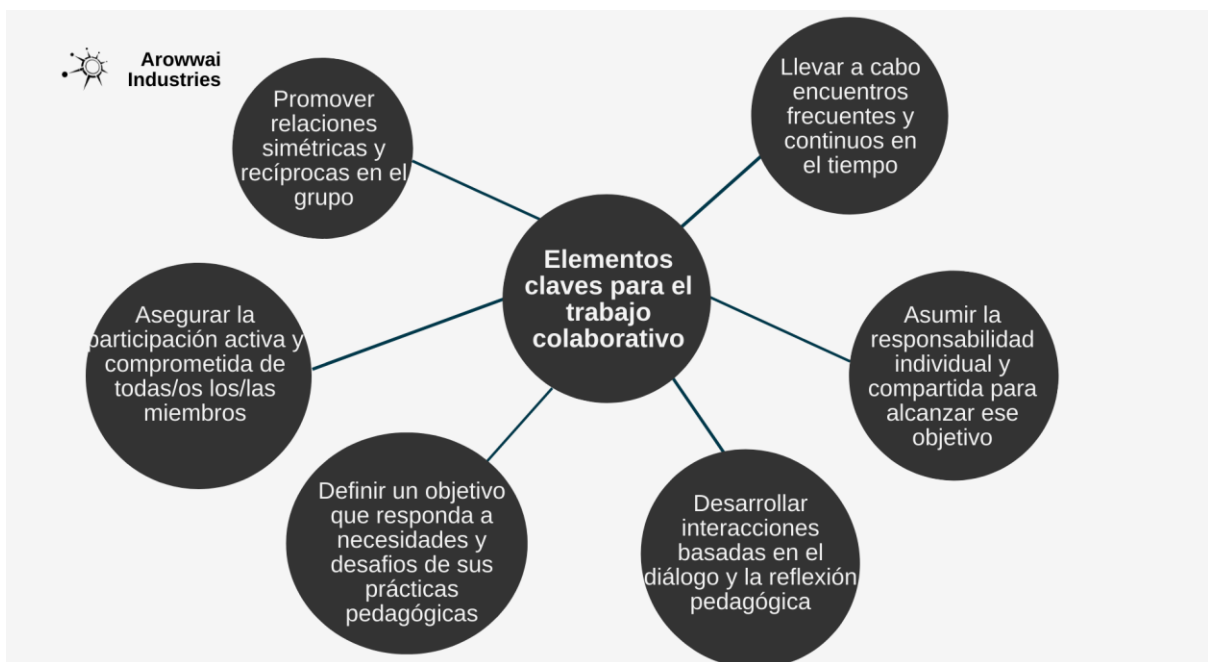 Arowwai
Industries
Promover
relaciones
simétricas y
recíprocas en el
grupo
Llevar a cabo
encuentros
frecuentes y
continuos en
el tiempo
Elementos
claves para el
trabajo
colaborativo
Asegurar la
participación activa y
comprometida de
todas/os los/las
miembros
Asumir la
responsabilidad
individual y
compartida para
alcanzar ese
objetivo
Definir un objetivo
que responda a
necesidades y
desafios de sus
prácticas
pedagógicas
Desarrollar
interacciones
basadas en el
diálogo y la reflexión
pedagógica